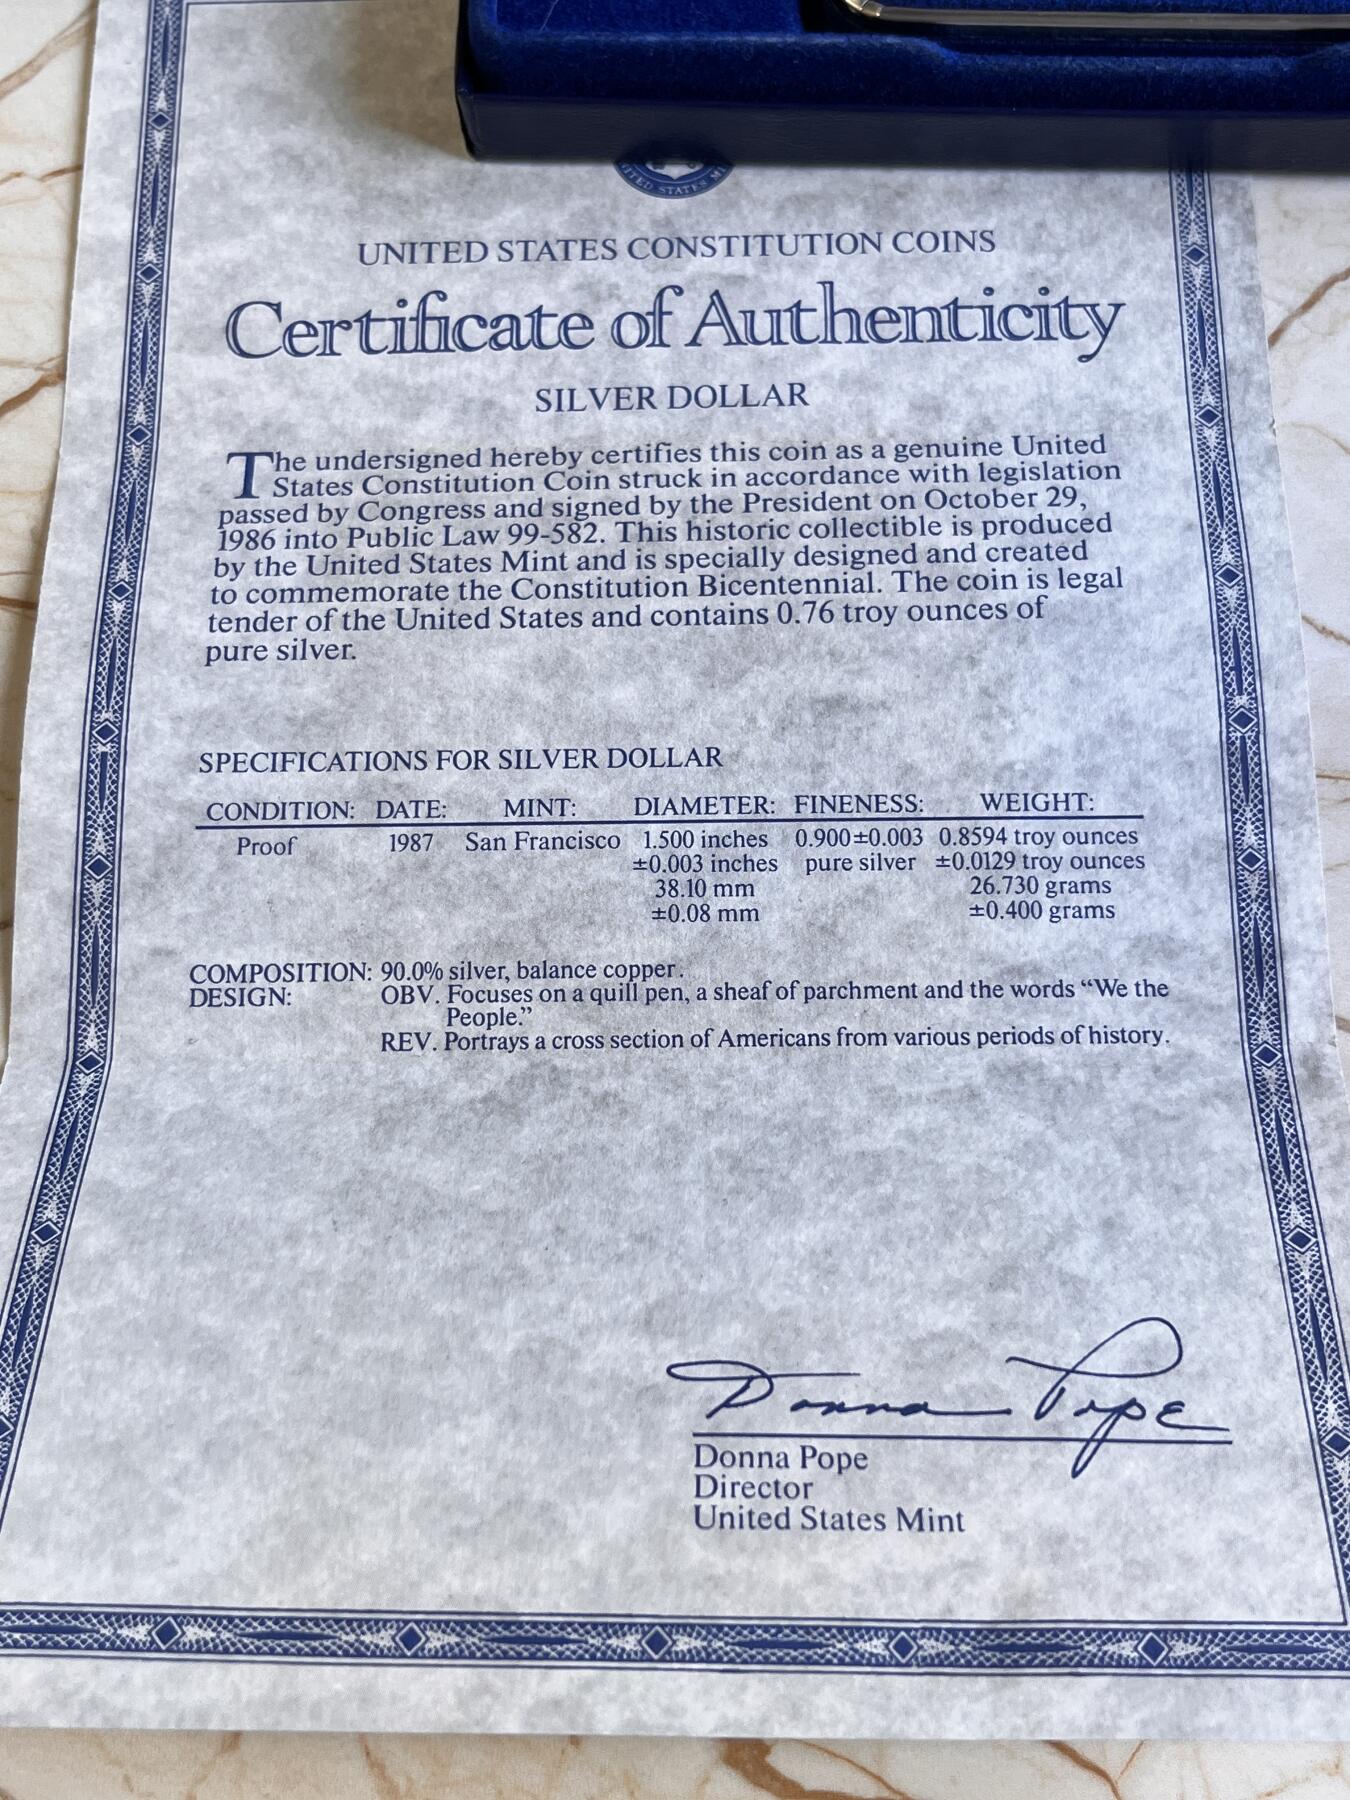 UNITED STATES MI
UNITED STATES CONSTITUTION COINS
Certificate of Authenticity
SILVER DOLLAR
The undersigned hereby certifies this coin as a genuine United
States Constitution Coin struck in accordance with legislation
passed by Congress and signed by the President on October 29,
1986 into Public Law 99-582. This historic collectible is produced
by the United States Mint and is specially designed and created
to commemorate the Constitution Bicentennial. The coin is legal
tender of the United States and contains 0.76 troy ounces of
pure silver.
SPECIFICATIONS FOR SILVER DOLLAR
CONDITION: DATE: MINT: DIAMETER: FINENESS: WEIGHT:
Proof 1987 San Francisco 1.500 inches 0.900±0.003 0.8594 troy ounces
±0.003 inches pure silver ±0.0129 troy ounces
38.10 mm 26.730 grams
±0.08 mm ±0.400 grams
COMPOSITION: 90.0% silver, balance copper.
DESIGN: OBV. Focuses on a quill pen, a sheaf of parchment and the words “We the
People.”
REV. Portrays a cross section of Americans from various periods of history.
Donna Pope
Donna Pope
Director
United States Mint